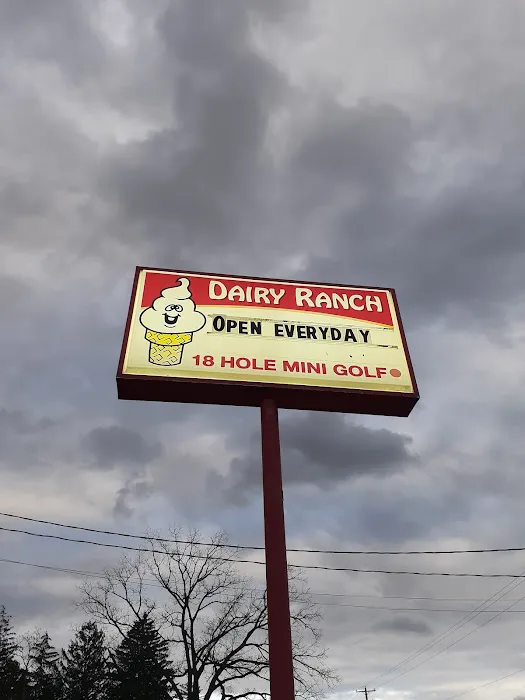 DAIRY RANCH
OPEN EVERYDAY
18 HOLE MINI GOLF